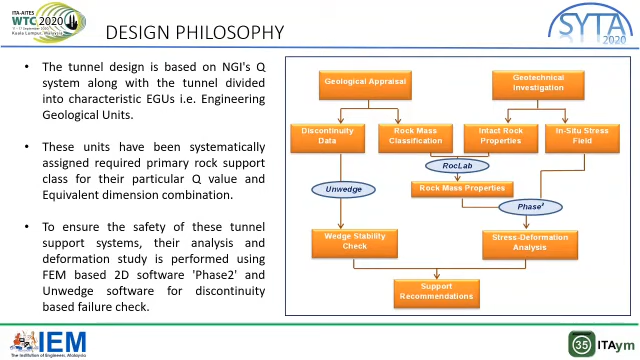 ITA-AITES
WTC 2020
11 - 17 September 2020
Kuala Lumpur, Malaysia
DESIGN PHILOSOPHY
SYTA
2020
• The tunnel design is based on NGI's Q
system along with the tunnel divided
into characteristic EGUs i.e. Engineering
Geological Units.
• These units have been systematically
assigned required primary rock support
class for their particular Q value and
Equivalent dimension combination.
• To ensure the safety of these tunnel
support systems, their analysis and
deformation study is performed using
FEM based 2D software 'Phase2' and
Unwedge software for discontinuity
based failure check.
Geological Appraisal
Geotechnical
Investigation
Discontinuity
Data
Rock Mass
Classification
Intact Rock
Properties
In-Situ Stress
Field
RocLab
Unwedge
Rock Mass Properties
Phase²
Wedge Stability
Check
Stress-Deformation
Analysis
Support
Recommendations
IEM
The Institution of Engineers, Malaysia
35
ITAym